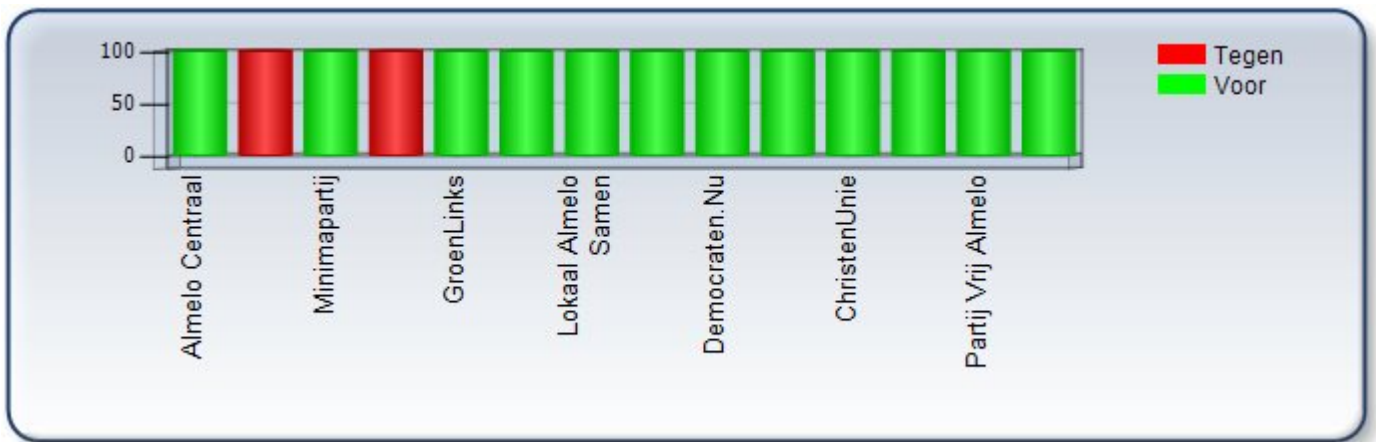 100
50
0
Tegen
Voor
Almelo Centraal
Minimapartij
GroenLinks
Lokaal Almelo
Samen
Democraten.Nu
ChristenUnie
Partij Vrij Almelo